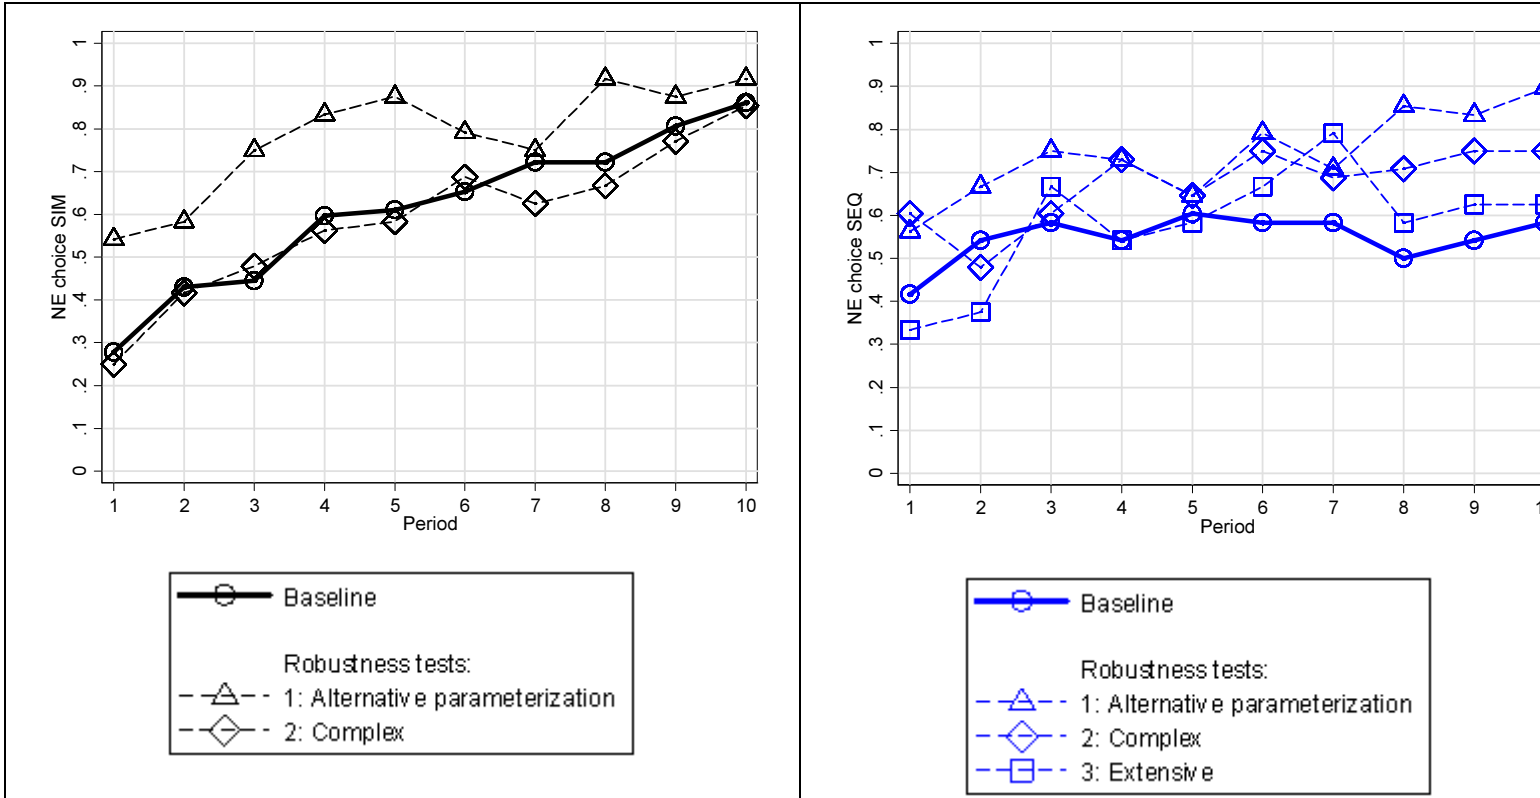 NE choice SIM
1
.9
.8
.7
.6
.5
.4
.3
.2
.1
0
1 2 3 4 5 6 7 8 9 10
Period
Baseline
Robustness tests:
1: Alternative parameterization
2: Complex
NE choice SEQ
1
.9
.8
.7
.6
.5
.4
.3
.2
.1
0
1 2 3 4 5 6 7 8 9 1
Period
Baseline
Robustness tests:
1: Alternative parameterization
2: Complex
3: Extensive